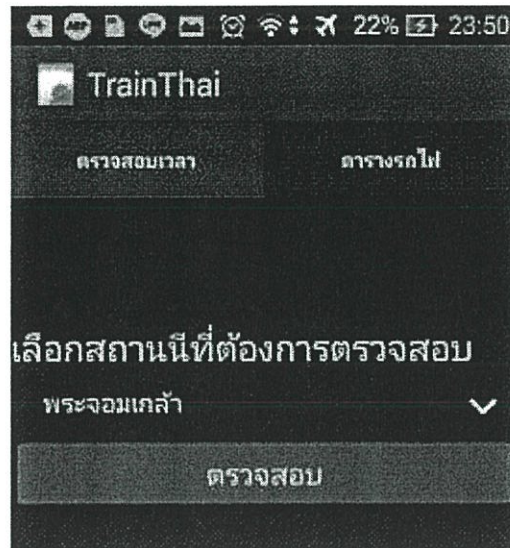 22% 23:50
TrainThai
ตรวจสอบเวลา ตารางรถไฟ
เลือกสถานนีที่ต้องการตรวจสอบ
พระจอมเกล้า
ตรวจสอบ